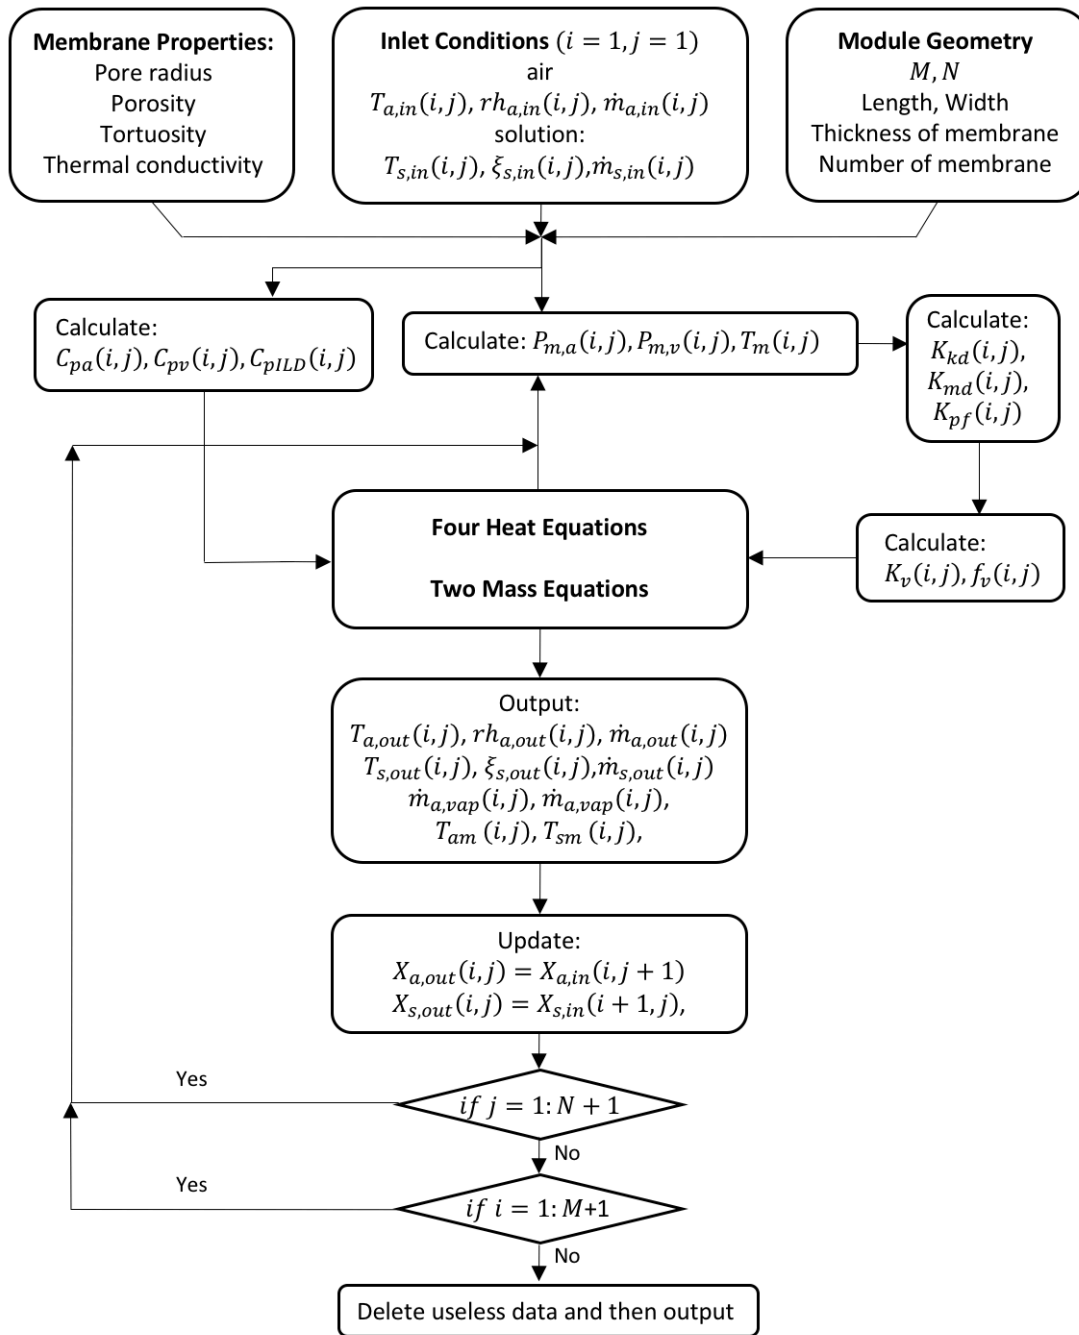 Membrane Properties:
Pore radius
Porosity
Tortuosity
Thermal conductivity
Inlet Conditions (i = 1, j = 1)
air
T_{a,in}(i,j), rh_{a,in}(i,j), ṁ_{a,in}(i,j)
solution:
T_{s,in}(i,j), ξ_{s,in}(i,j),ṁ_{s,in}(i,j)
Module Geometry
M, N
Length, Width
Thickness of membrane
Number of membrane
Calculate:
C_{pa}(i,j), C_{pv}(i,j), C_{pILD}(i,j)
Calculate: P_{m,a}(i,j), P_{m,v}(i,j), T_m(i,j)
Calculate:
K_{kd}(i,j),
K_{md}(i,j),
K_{pf}(i,j)
Four Heat Equations
Two Mass Equations
Calculate:
K_v(i,j), f_v(i,j)
Output:
T_{a,out}(i,j), rh_{a,out}(i,j), ṁ_{a,out}(i,j)
T_{s,out}(i,j), ξ_{s,out}(i,j),ṁ_{s,out}(i,j)
ṁ_{a,vap}(i,j), ṁ_{a,vap}(i,j),
T_{am} (i,j), T_{sm} (i,j),
Update:
X_{a,out}(i,j) = X_{a,in}(i,j + 1)
X_{s,out}(i,j) = X_{s,in}(i + 1,j),
Yes
if j = 1: N + 1
No
Yes
if i = 1: M+1
No
Delete useless data and then output